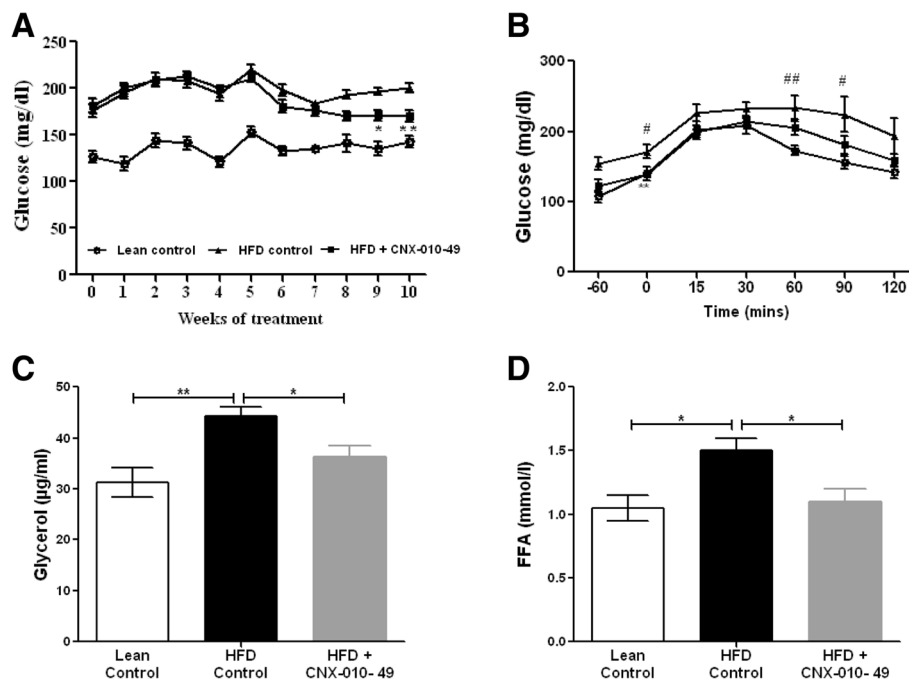 A
Glucose (mg/dl)
250
200
150
100
50
0
* **
Lean control HFD control HFD + CNX-010-49
0 1 2 3 4 5 6 7 8 9 10
Weeks of treatment
B
Glucose (mg/dl)
300
200
100
0
# ## #
**
-60 0 15 30 60 90 120
Time (mins)
C
Glycerol (µg/ml)
50
40
30
20
10
0
** *
Lean Control
HFD Control
HFD + CNX-010- 49
D
FFA (mmol/l)
2.0
1.5
1.0
0.5
0.0
* *
Lean Control
HFD Control
HFD + CNX-010- 49